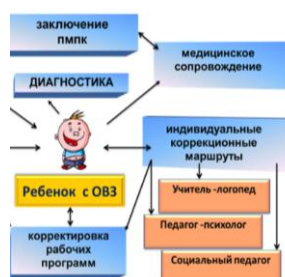 заключение
пмпк
медицинское
сопровождение
ДИАГНОСТИКА
индивидуальные
коррекционные
маршруты
Ребенок с ОВЗ
Учитель -логопед
Педагог -психолог
корректировка
рабочих
программ
Социальный педагог